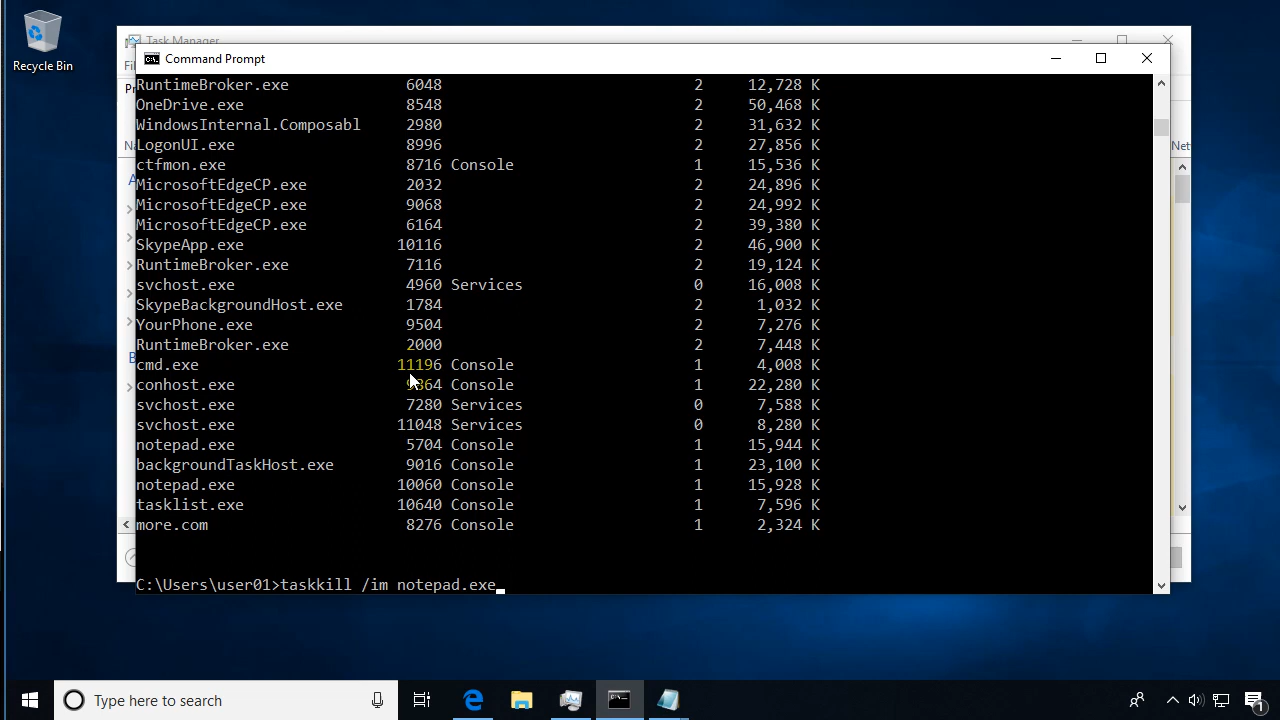 Recycle Bin
Task Manager
Command Prompt
RuntimeBroker.exe 6048 2 12,728 K
OneDrive.exe 8548 2 50,468 K
WindowsInternal.Composabl 2980 2 31,632 K
LogonUI.exe 8996 2 27,856 K
ctfmon.exe 8716 Console 1 15,536 K
MicrosoftEdgeCP.exe 2032 2 24,896 K
MicrosoftEdgeCP.exe 9068 2 24,992 K
MicrosoftEdgeCP.exe 6164 2 39,380 K
SkypeApp.exe 10116 2 46,900 K
RuntimeBroker.exe 7116 2 19,124 K
svchost.exe 4960 Services 0 16,008 K
SkypeBackgroundHost.exe 1784 2 1,032 K
YourPhone.exe 9504 2 7,276 K
RuntimeBroker.exe 2000 2 7,448 K
cmd.exe 11196 Console 1 4,008 K
conhost.exe Console 1 22,280 K
svchost.exe 7280 Services 0 7,588 K
svchost.exe 11048 Services 0 8,280 K
notepad.exe 5704 Console 1 15,944 K
backgroundTaskHost.exe 9016 Console 1 23,100 K
notepad.exe 10060 Console 1 15,928 K
tasklist.exe 10640 Console 1 7,596 K
more.com 8276 Console 1 2,324 K
C:\Users\user01>taskkill /im notepad.exe
Type here to search
1